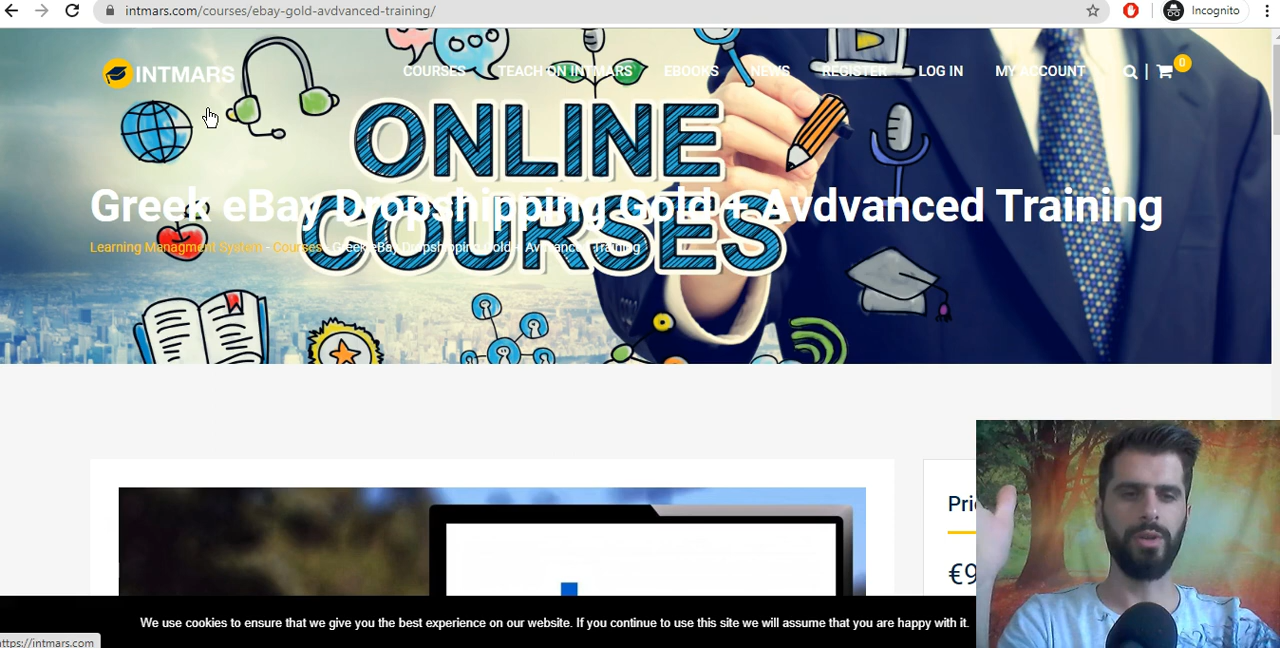 intmars.com/courses/ebay-gold-avdvanced-training/
Incognito
INTMARS
COURSES
TEACH ON INTMARS
EBOOKS
NEWS
REGISTER
LOG IN
MY ACCOUNT
0
ONLINE
COURSES
Greek eBay Dropshipping Gold + Avdvanced Training
Learning Managment System - Courses - Greek eBay Dropshipping Gold + Avdvanced Training
€9
We use cookies to ensure that we give you the best experience on our website. If you continue to use this site we will assume that you are happy with it.
https://intmars.com